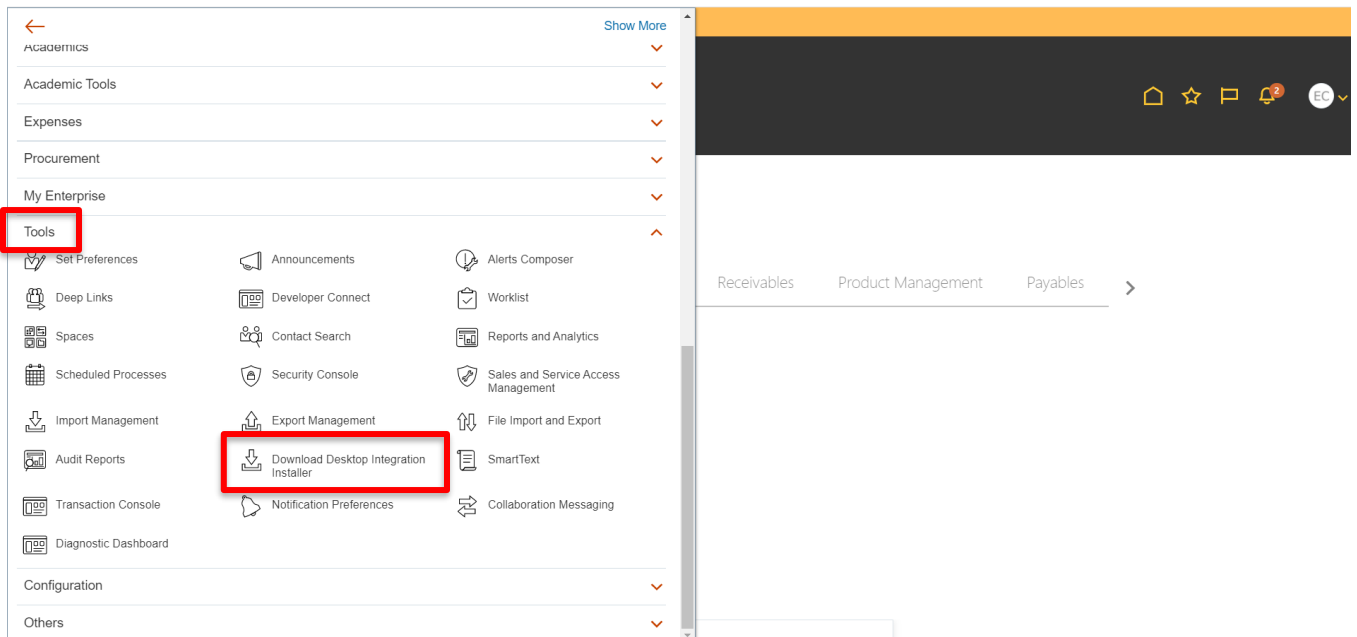 Show More
Academics
Academic Tools
Expenses
Procurement
My Enterprise
Tools
Set Preferences
Announcements
Alerts Composer
Deep Links
Developer Connect
Worklist
Spaces
Contact Search
Reports and Analytics
Scheduled Processes
Security Console
Sales and Service Access
Management
Import Management
Export Management
File Import and Export
Audit Reports
Download Desktop Integration
Installer
SmartText
Transaction Console
Notification Preferences
Collaboration Messaging
Diagnostic Dashboard
Configuration
Others
2
EC
Receivables
Product Management
Payables